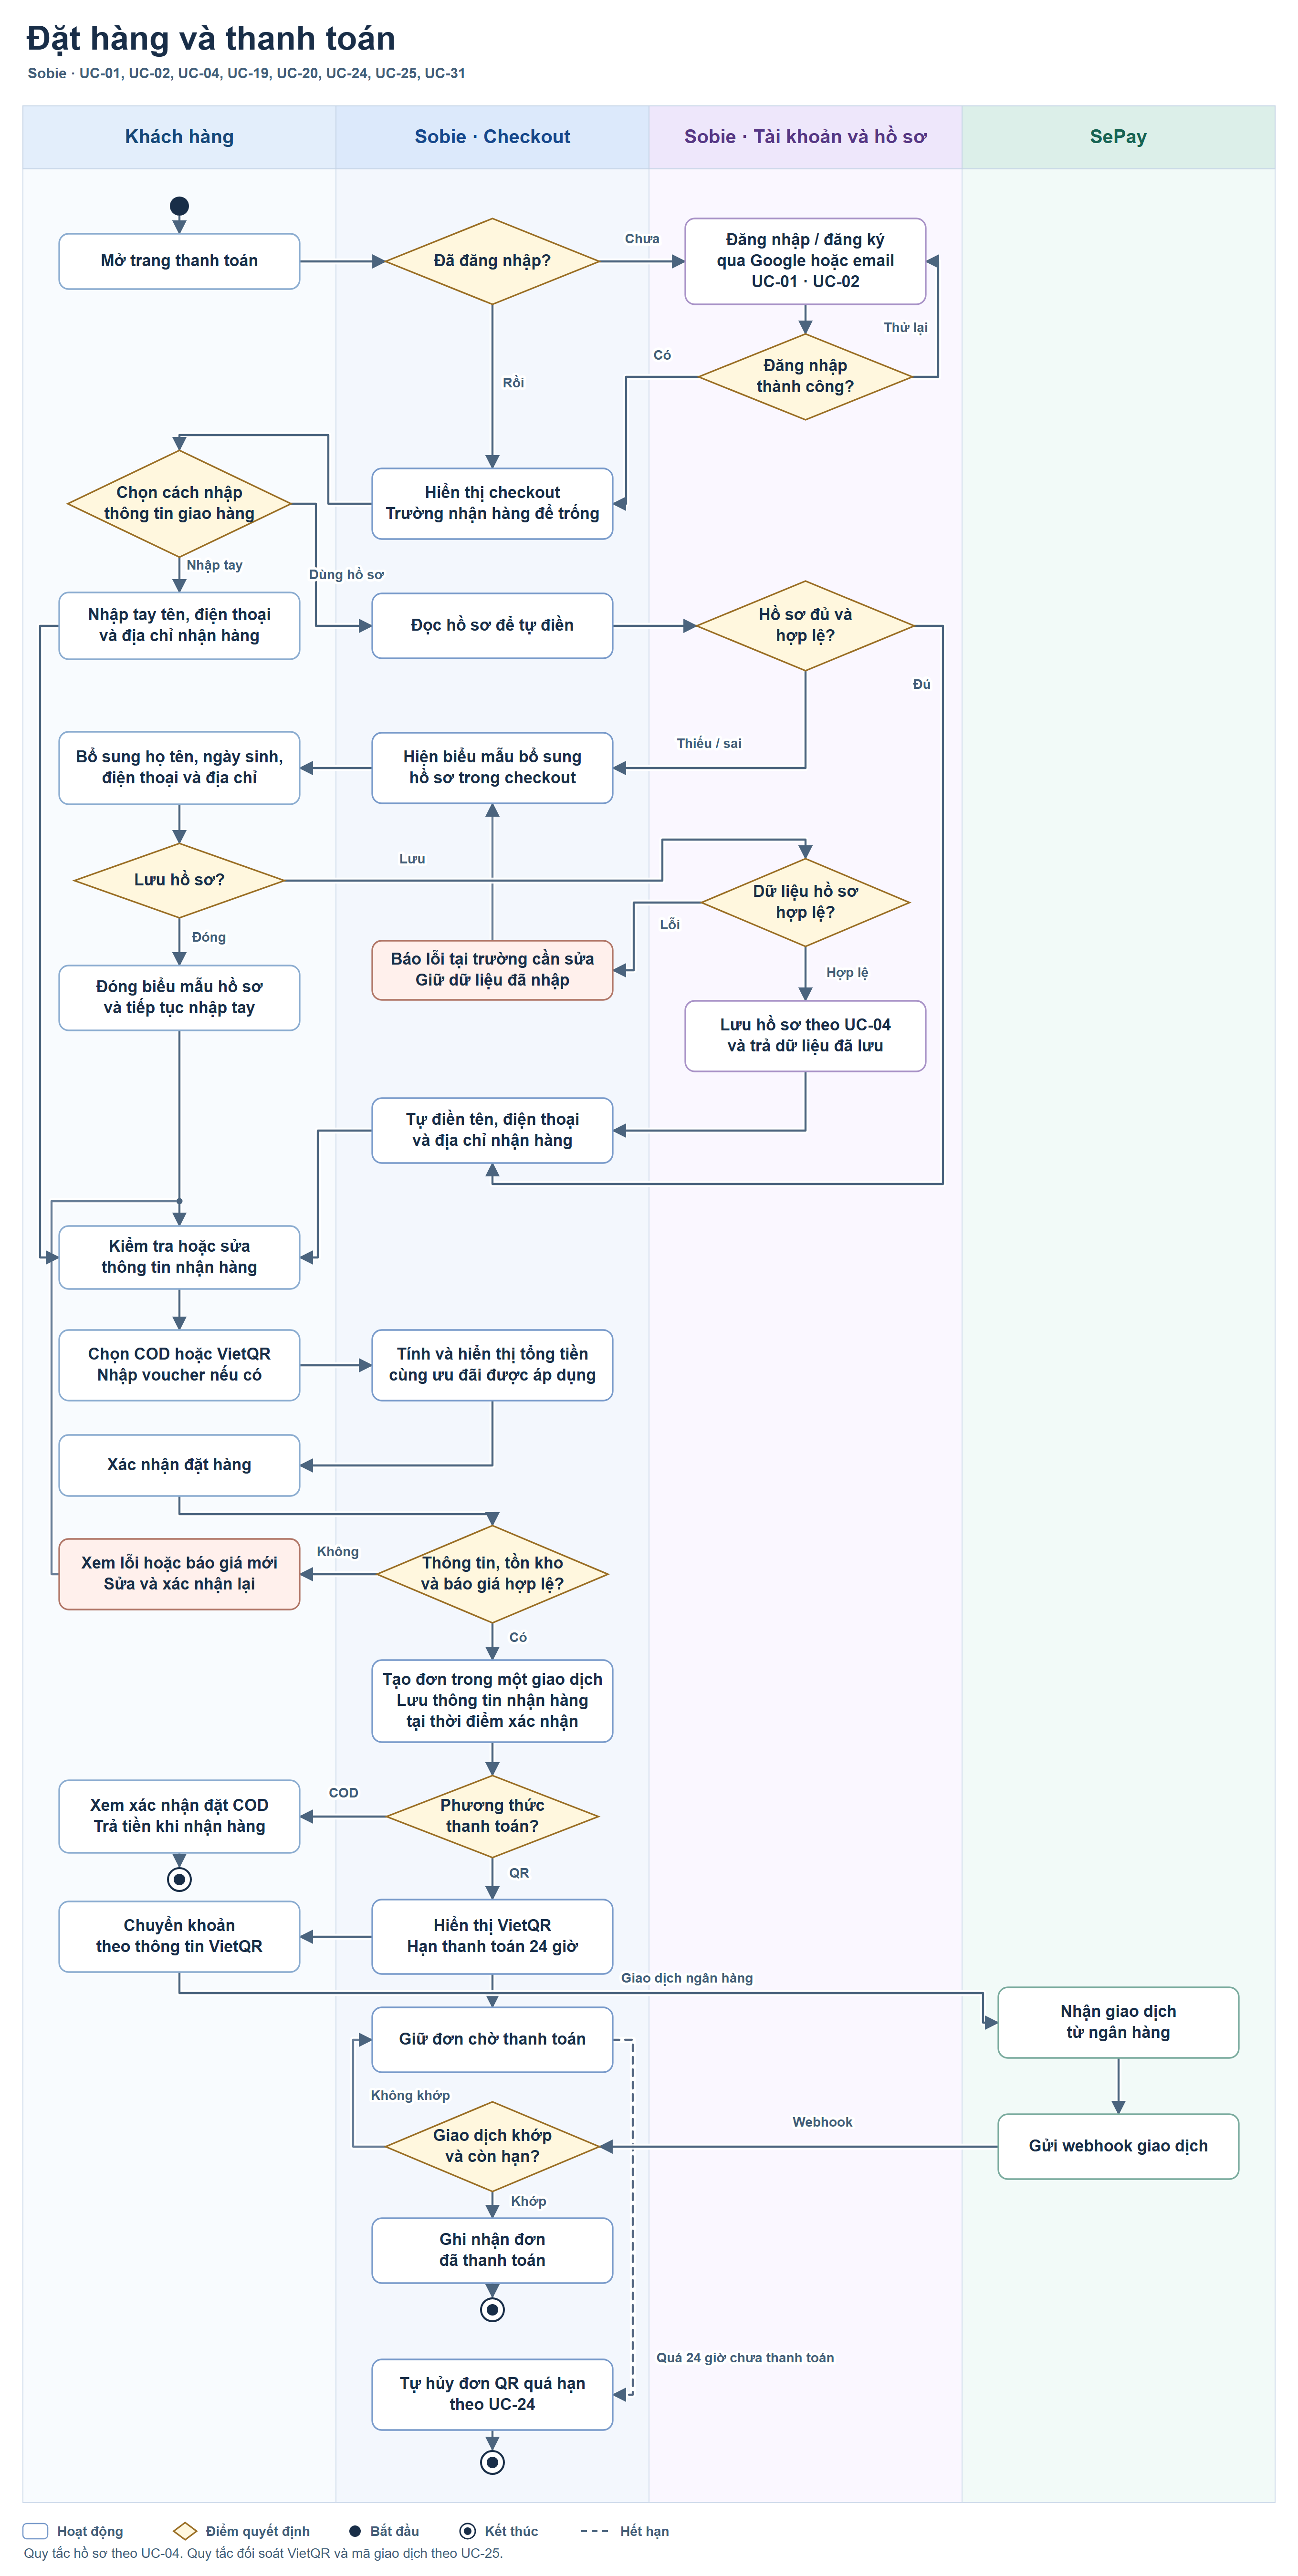 Đặt hàng và thanh toán
Sobie · UC-01, UC-02, UC-04, UC-19, UC-20, UC-24, UC-25, UC-31
Khách hàng
Sobie · Checkout
Sobie · Tài khoản và hồ sơ
SePay
Mở trang thanh toán
Đã đăng nhập?
Chưa
Đăng nhập / đăng ký
qua Google hoặc email
UC-01 · UC-02
Thử lại
Có
Đăng nhập
thành công?
Rồi
Chọn cách nhập
thông tin giao hàng
Hiển thị checkout
Trường nhận hàng để trống
Nhập tay
Dùng hồ sơ
Nhập tay tên, điện thoại
và địa chỉ nhận hàng
Đọc hồ sơ để tự điền
Hồ sơ đủ và
hợp lệ?
Đủ
Thiếu / sai
Bổ sung họ tên, ngày sinh,
điện thoại và địa chỉ
Hiện biểu mẫu bổ sung
hồ sơ trong checkout
Lưu
Lưu hồ sơ?
Dữ liệu hồ sơ
hợp lệ?
Lỗi
Đóng
Báo lỗi tại trường cần sửa
Giữ dữ liệu đã nhập
Hợp lệ
Đóng biểu mẫu hồ sơ
và tiếp tục nhập tay
Lưu hồ sơ theo UC-04
và trả dữ liệu đã lưu
Tự điền tên, điện thoại
và địa chỉ nhận hàng
Kiểm tra hoặc sửa
thông tin nhận hàng
Chọn COD hoặc VietQR
Nhập voucher nếu có
Tính và hiển thị tổng tiền
cùng ưu đãi được áp dụng
Xác nhận đặt hàng
Không
Xem lỗi hoặc báo giá mới
Sửa và xác nhận lại
Thông tin, tồn kho
và báo giá hợp lệ?
Có
Tạo đơn trong một giao dịch
Lưu thông tin nhận hàng
tại thời điểm xác nhận
COD
Xem xác nhận đặt COD
Trả tiền khi nhận hàng
Phương thức
thanh toán?
QR
Chuyển khoản
theo thông tin VietQR
Hiển thị VietQR
Hạn thanh toán 24 giờ
Giao dịch ngân hàng
Nhận giao dịch
từ ngân hàng
Giữ đơn chờ thanh toán
Không khớp
Webhook
Giao dịch khớp
và còn hạn?
Gửi webhook giao dịch
Khớp
Ghi nhận đơn
đã thanh toán
Quá 24 giờ chưa thanh toán
Tự hủy đơn QR quá hạn
theo UC-24
Hoạt động
Điểm quyết định
Bắt đầu
Kết thúc
Hết hạn
Quy tắc hồ sơ theo UC-04. Quy tắc đối soát VietQR và mã giao dịch theo UC-25.